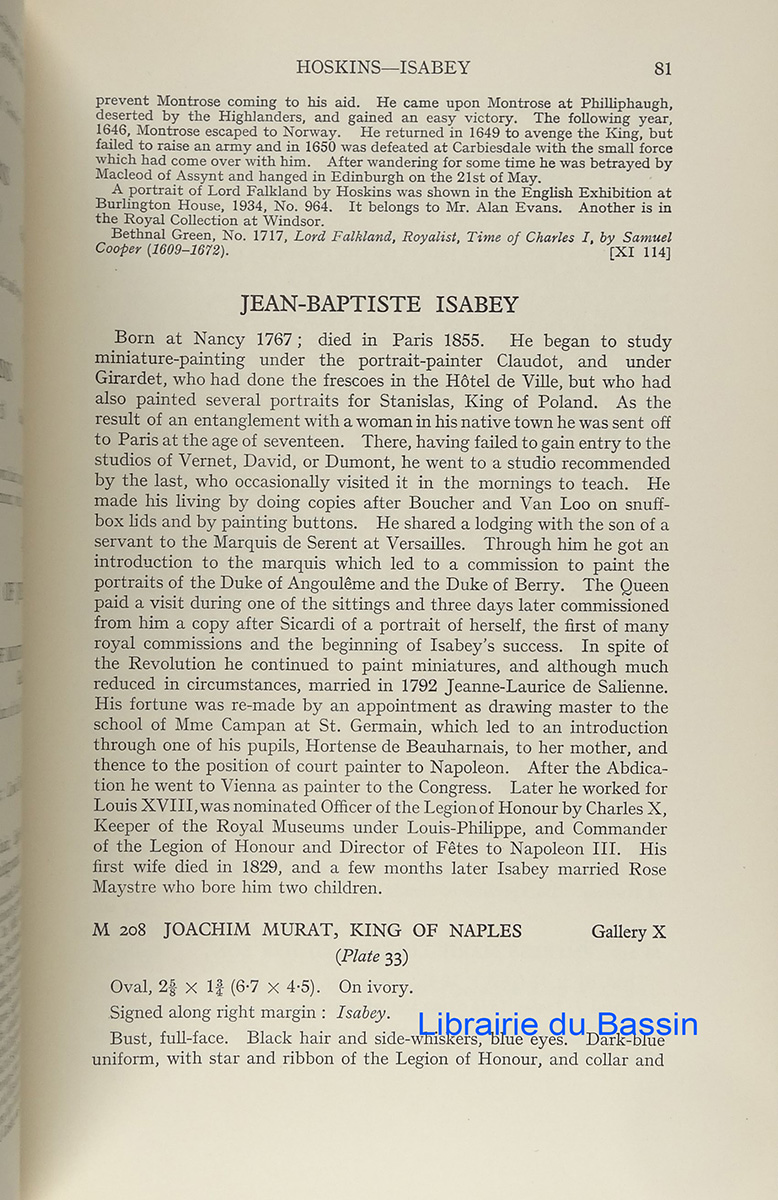 HOSKINS—ISABEY 81
prevent Montrose coming to his aid. He came upon Montrose at Philliphaugh,
deserted by the Highlanders, and gained an easy victory. The following year,
1646, Montrose escaped to Norway. He returned in 1649 to avenge the King, but
failed to raise an army and in 1650 was defeated at Carbiesdale with the small force
which had come over with him. After wandering for some time he was betrayed by
Macleod of Assynt and hanged in Edinburgh on the 21st of May.
A portrait of Lord Falkland by Hoskins was shown in the English Exhibition at
Burlington House, 1934, No. 964. It belongs to Mr. Alan Evans. Another is in
the Royal Collection at Windsor.
Bethnal Green, No. 1717, Lord Falkland, Royalist, Time of Charles I, by Samuel
Cooper (1609–1672). [XI 114]
JEAN-BAPTISTE ISABEY
Born at Nancy 1767 ; died in Paris 1855. He began to study
miniature-painting under the portrait-painter Claudot, and under
Girardet, who had done the frescoes in the Hôtel de Ville, but who had
also painted several portraits for Stanislas, King of Poland. As the
result of an entanglement with a woman in his native town he was sent off
to Paris at the age of seventeen. There, having failed to gain entry to the
studios of Vernet, David, or Dumont, he went to a studio recommended
by the last, who occasionally visited it in the mornings to teach. He
made his living by doing copies after Boucher and Van Loo on snuff-
box lids and by painting buttons. He shared a lodging with the son of a
servant to the Marquis de Serent at Versailles. Through him he got an
introduction to the marquis which led to a commission to paint the
portraits of the Duke of Angoulême and the Duke of Berry. The Queen
paid a visit during one of the sittings and three days later commissioned
from him a copy after Sicardi of a portrait of herself, the first of many
royal commissions and the beginning of Isabey's success. In spite of
the Revolution he continued to paint miniatures, and although much
reduced in circumstances, married in 1792 Jeanne-Laurice de Salienne.
His fortune was re-made by an appointment as drawing master to the
school of Mme Campan at St. Germain, which led to an introduction
through one of his pupils, Hortense de Beauharnais, to her mother, and
thence to the position of court painter to Napoleon. After the Abdica-
tion he went to Vienna as painter to the Congress. Later he worked for
Louis XVIII, was nominated Officer of the Legion of Honour by Charles X,
Keeper of the Royal Museums under Louis-Philippe, and Commander
of the Legion of Honour and Director of Fêtes to Napoleon III. His
first wife died in 1829, and a few months later Isabey married Rose
Maystre who bore him two children.
M 208 JOACHIM MURAT, KING OF NAPLES Gallery X
(Plate 33)
Oval, 2⅝ × 1¾ (6·7 × 4·5). On ivory.
Signed along right margin : Isabey.
Librairie du Bassin
Bust, full-face. Black hair and side-whiskers, blue eyes. Dark-blue
uniform, with star and ribbon of the Legion of Honour, and collar and